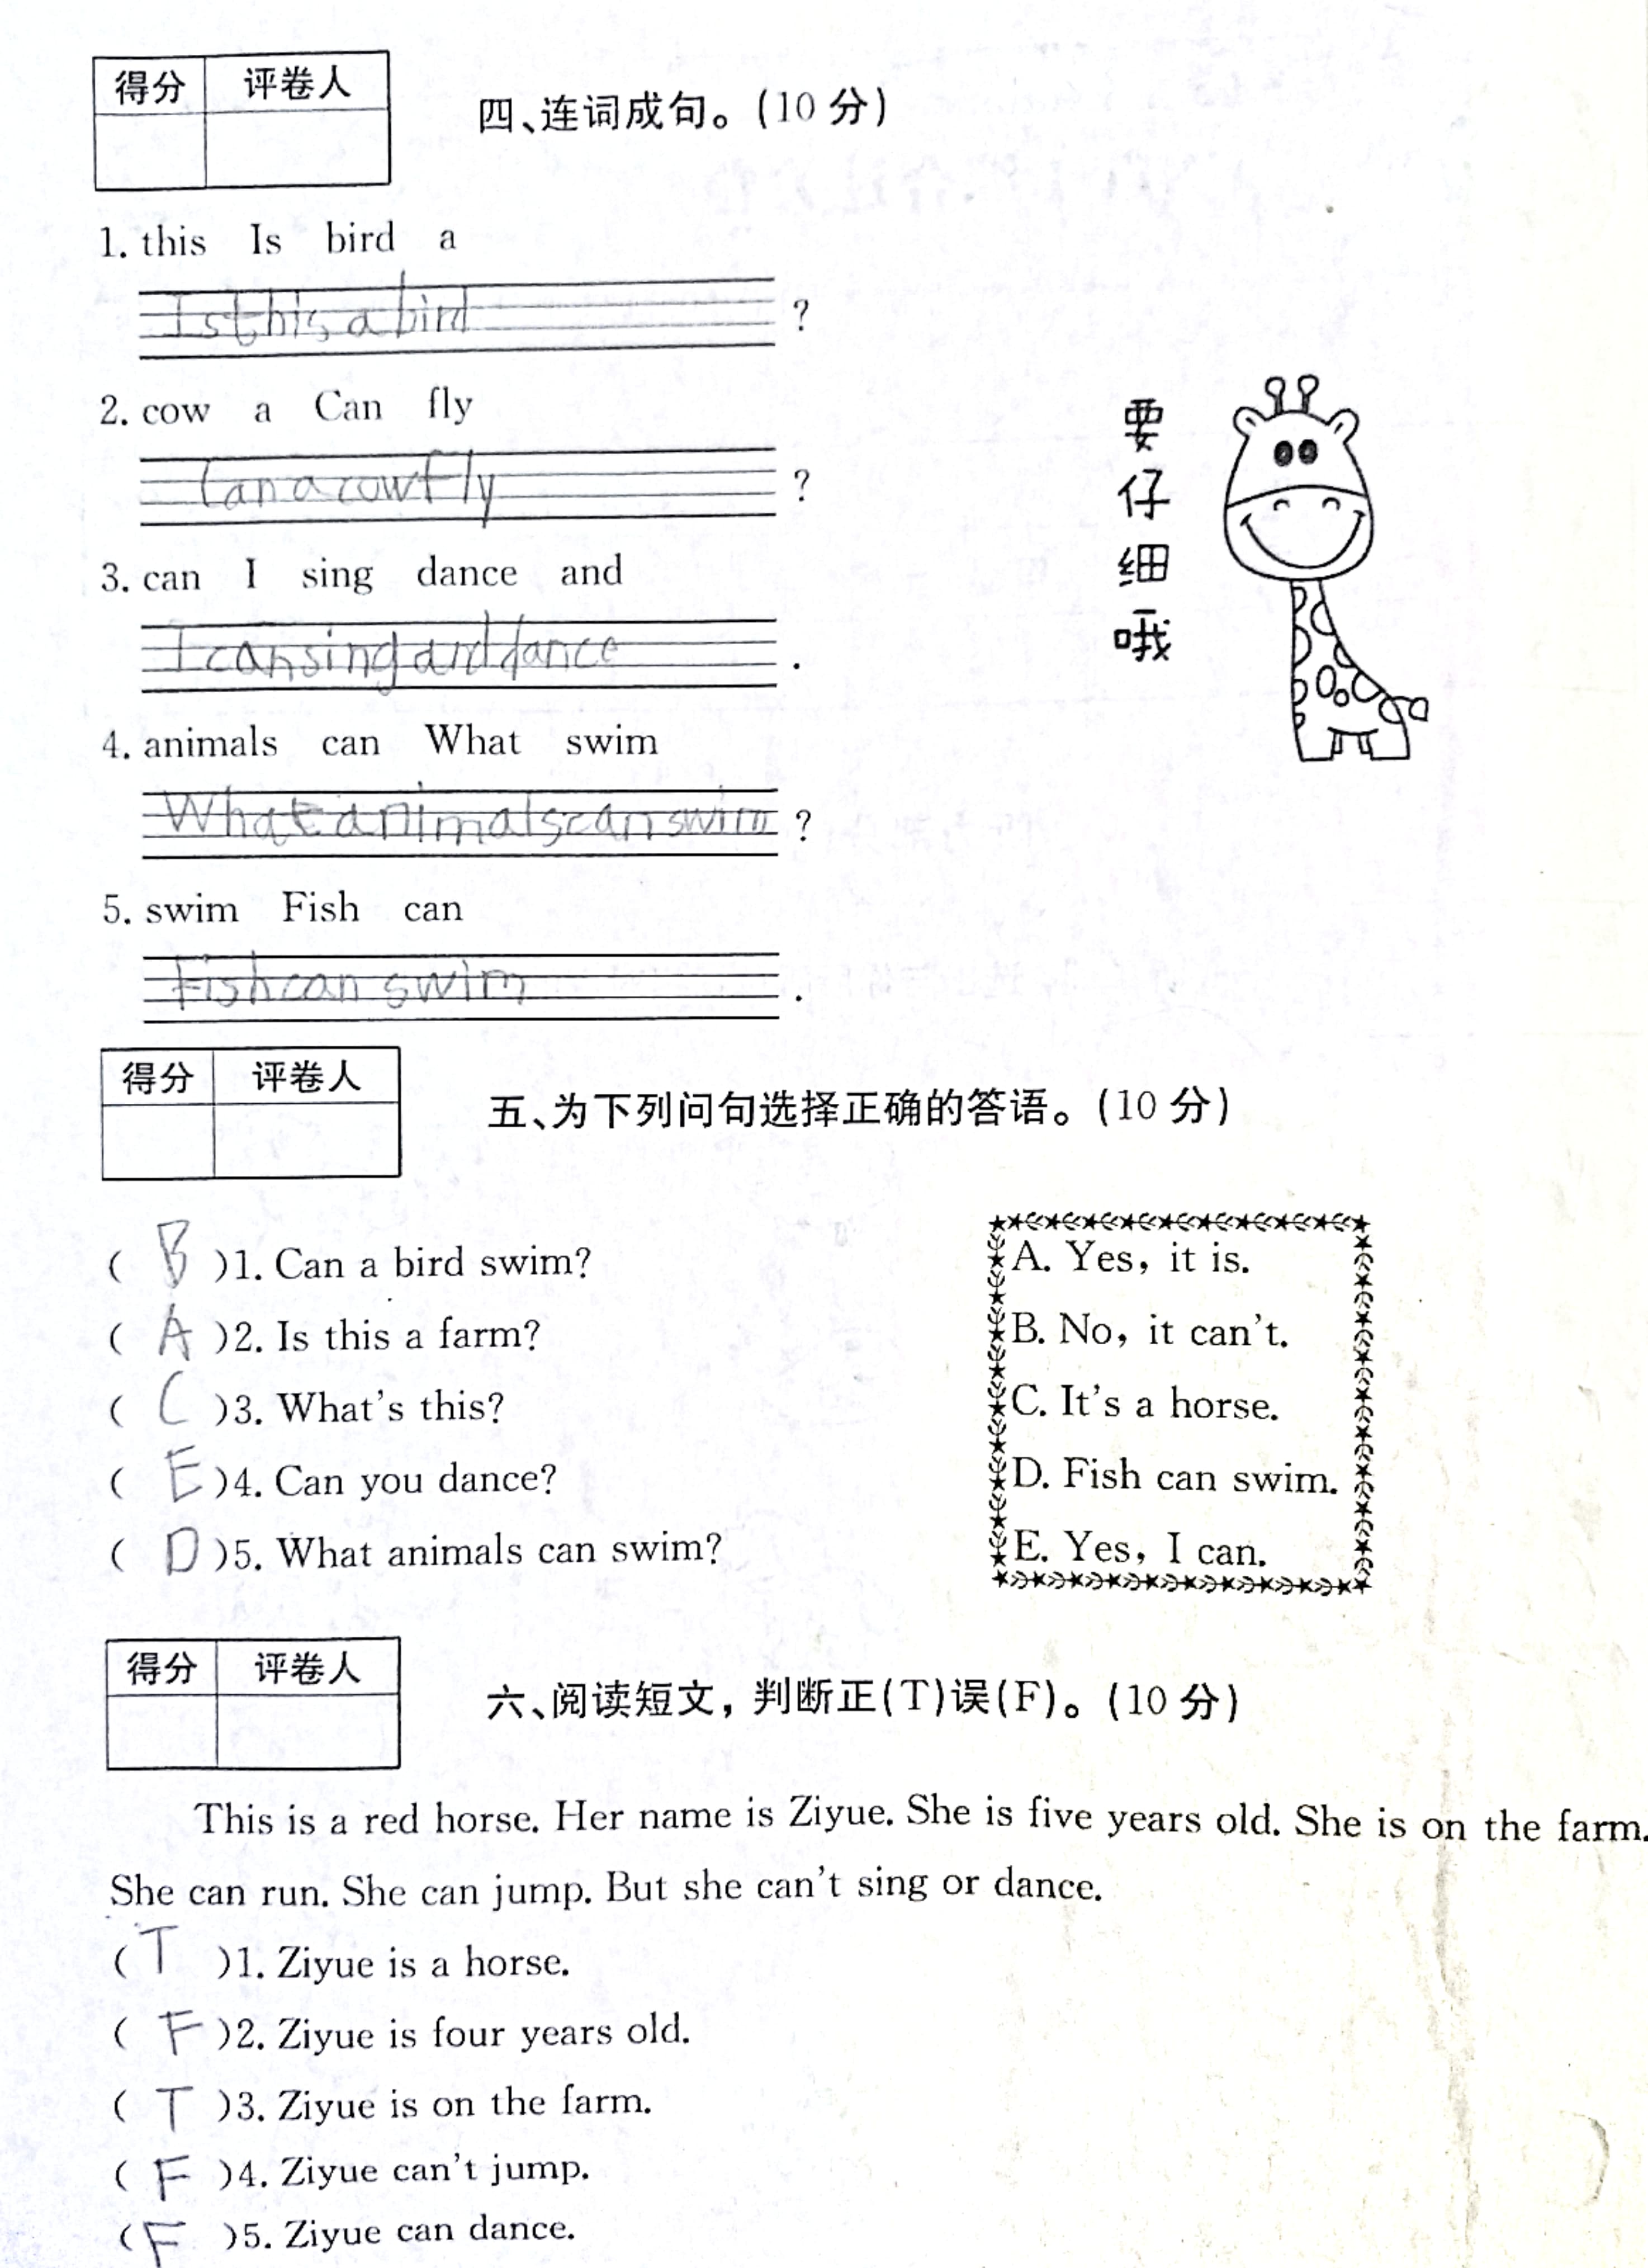 得分 评卷人
四、连词成句。(10 分)
1. this Is bird a
Is this a bird ?
2. cow a Can fly
Can a cow fly ?
3. can I sing dance and
I can sing and dance .
4. animals can What swim
What animals can swim ?
5. swim Fish can
Fish can swim .
要
仔
细
哦
得分 评卷人
五、为下列问句选择正确的答语。(10 分)
( B )1. Can a bird swim?
( A )2. Is this a farm?
( C )3. What's this?
( E )4. Can you dance?
( D )5. What animals can swim?
A. Yes, it is.
B. No, it can't.
C. It's a horse.
D. Fish can swim.
E. Yes, I can.
得分 评卷人
六、阅读短文，判断正(T)误(F)。(10 分)
This is a red horse. Her name is Ziyue. She is five years old. She is on the farm.
She can run. She can jump. But she can't sing or dance.
( T )1. Ziyue is a horse.
( F )2. Ziyue is four years old.
( T )3. Ziyue is on the farm.
( F )4. Ziyue can't jump.
( F )5. Ziyue can dance.